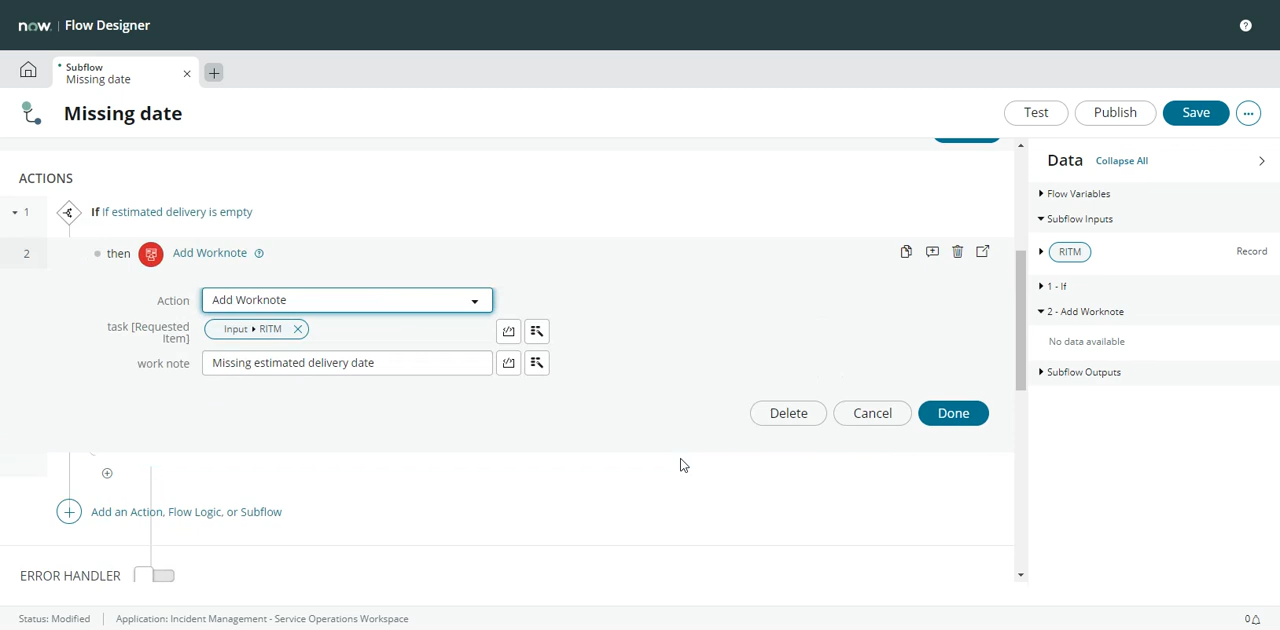 now. Flow Designer
Subflow
Missing date
Missing date
Test
Publish
Save
Data Collapse All
ACTIONS
Flow Variables
1 If If estimated delivery is empty
Subflow Inputs
2 then Add Worknote
RITM Record
1 - If
Action Add Worknote
2 - Add Worknote
task [Requested Item] Input RITM
No data available
work note Missing estimated delivery date
Subflow Outputs
Delete Cancel Done
Add an Action, Flow Logic, or Subflow
ERROR HANDLER
Status: Modified Application: Incident Management - Service Operations Workspace 0